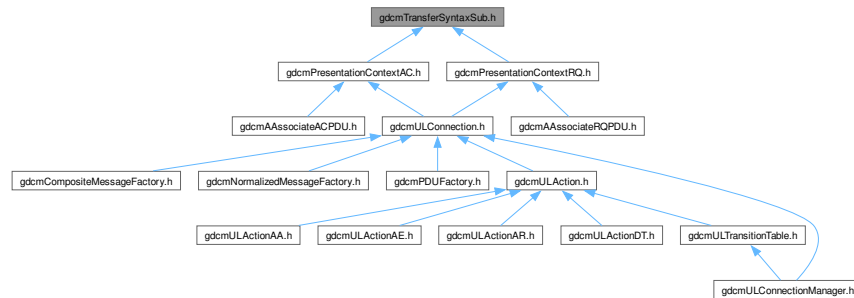 gdcmTransferSyntaxSub.h
gdcmPresentationContextAC.h
gdcmPresentationContextRQ.h
gdcmAAssociateACPDU.h
gdcmULConnection.h
gdcmAAssociateRQPDU.h
gdcmCompositeMessageFactory.h
gdcmNormalizedMessageFactory.h
gdcmPDUFactory.h
gdcmULAction.h
gdcmULActionAA.h
gdcmULActionAE.h
gdcmULActionAR.h
gdcmULActionDT.h
gdcmULTransitionTable.h
gdcmULConnectionManager.h